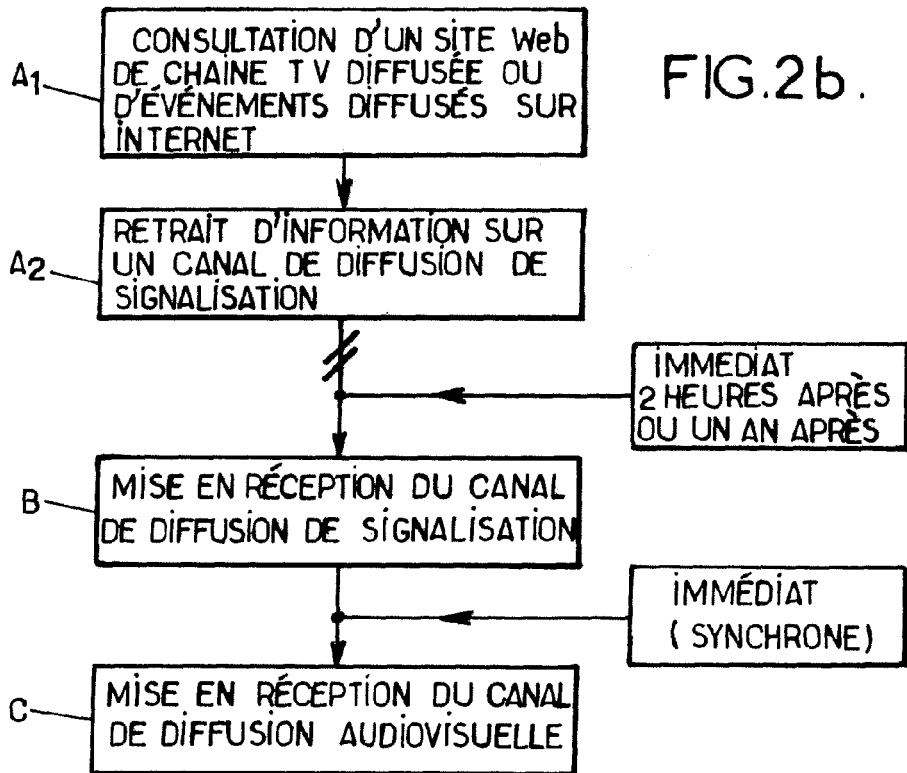 CONSULTATION D'UN SITE Web
DE CHAINE TV DIFFUSÉE OU
D'ÉVÉNEMENTS DIFFUSÉS SUR
INTERNET
A1
FIG.2b.
RETRAIT D'INFORMATION SUR
UN CANAL DE DIFFUSION DE
SIGNALISATION
A2
IMMEDIAT
2 HEURES APRÈS
OU UN AN APRÈS
MISE EN RÉCEPTION DU CANAL
DE DIFFUSION DE SIGNALISATION
B
IMMÉDIAT
(SYNCHRONE)
MISE EN RÉCEPTION DU CANAL
DE DIFFUSION AUDIOVISUELLE
C